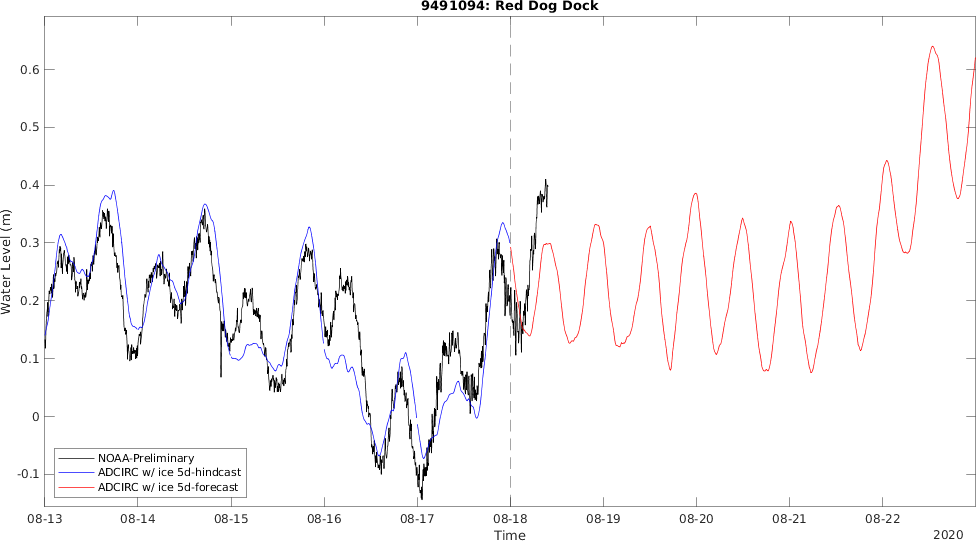 9491094: Red Dog Dock
0.6
0.5
0.4
0.3
0.2
0.1
0
-0.1
Water Level (m)
NOAA-Preliminary
ADCIRC w/ ice 5d-hindcast
ADCIRC w/ ice 5d-forecast
08-13 08-14 08-15 08-16 08-17 08-18 08-19 08-20 08-21 08-22
Time
2020